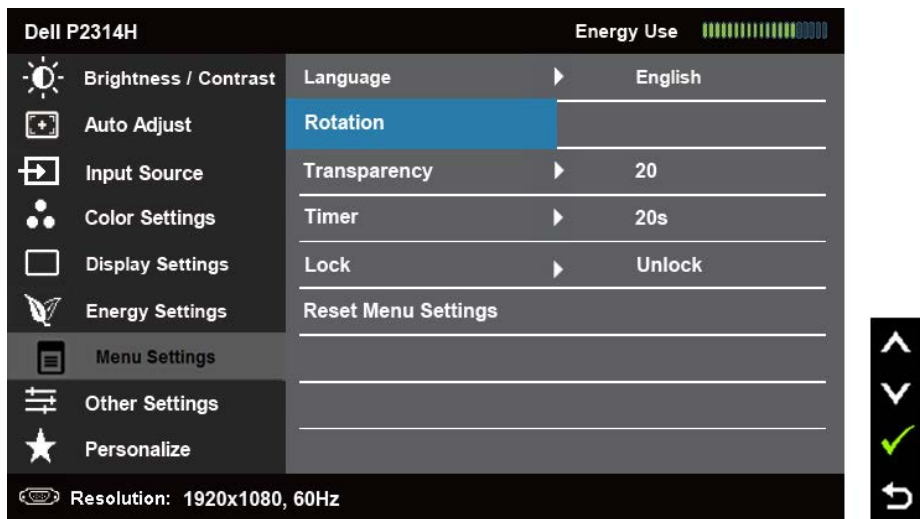 Dell P2314H
Energy Use
Brightness / Contrast
Auto Adjust
Input Source
Color Settings
Display Settings
Energy Settings
Menu Settings
Other Settings
Personalize
Language English
Rotation
Transparency 20
Timer 20s
Lock Unlock
Reset Menu Settings
Resolution: 1920x1080, 60Hz